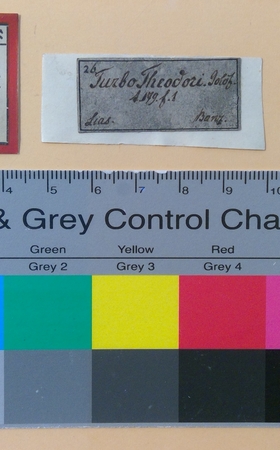 26 Turbo Theodori. Goldf.
t. 179. f. 1
Lias. Banz.
4 5 6 7 8 9 10
& Grey Control Cha
Green Yellow Red
Grey 2 Grey 3 Grey 4